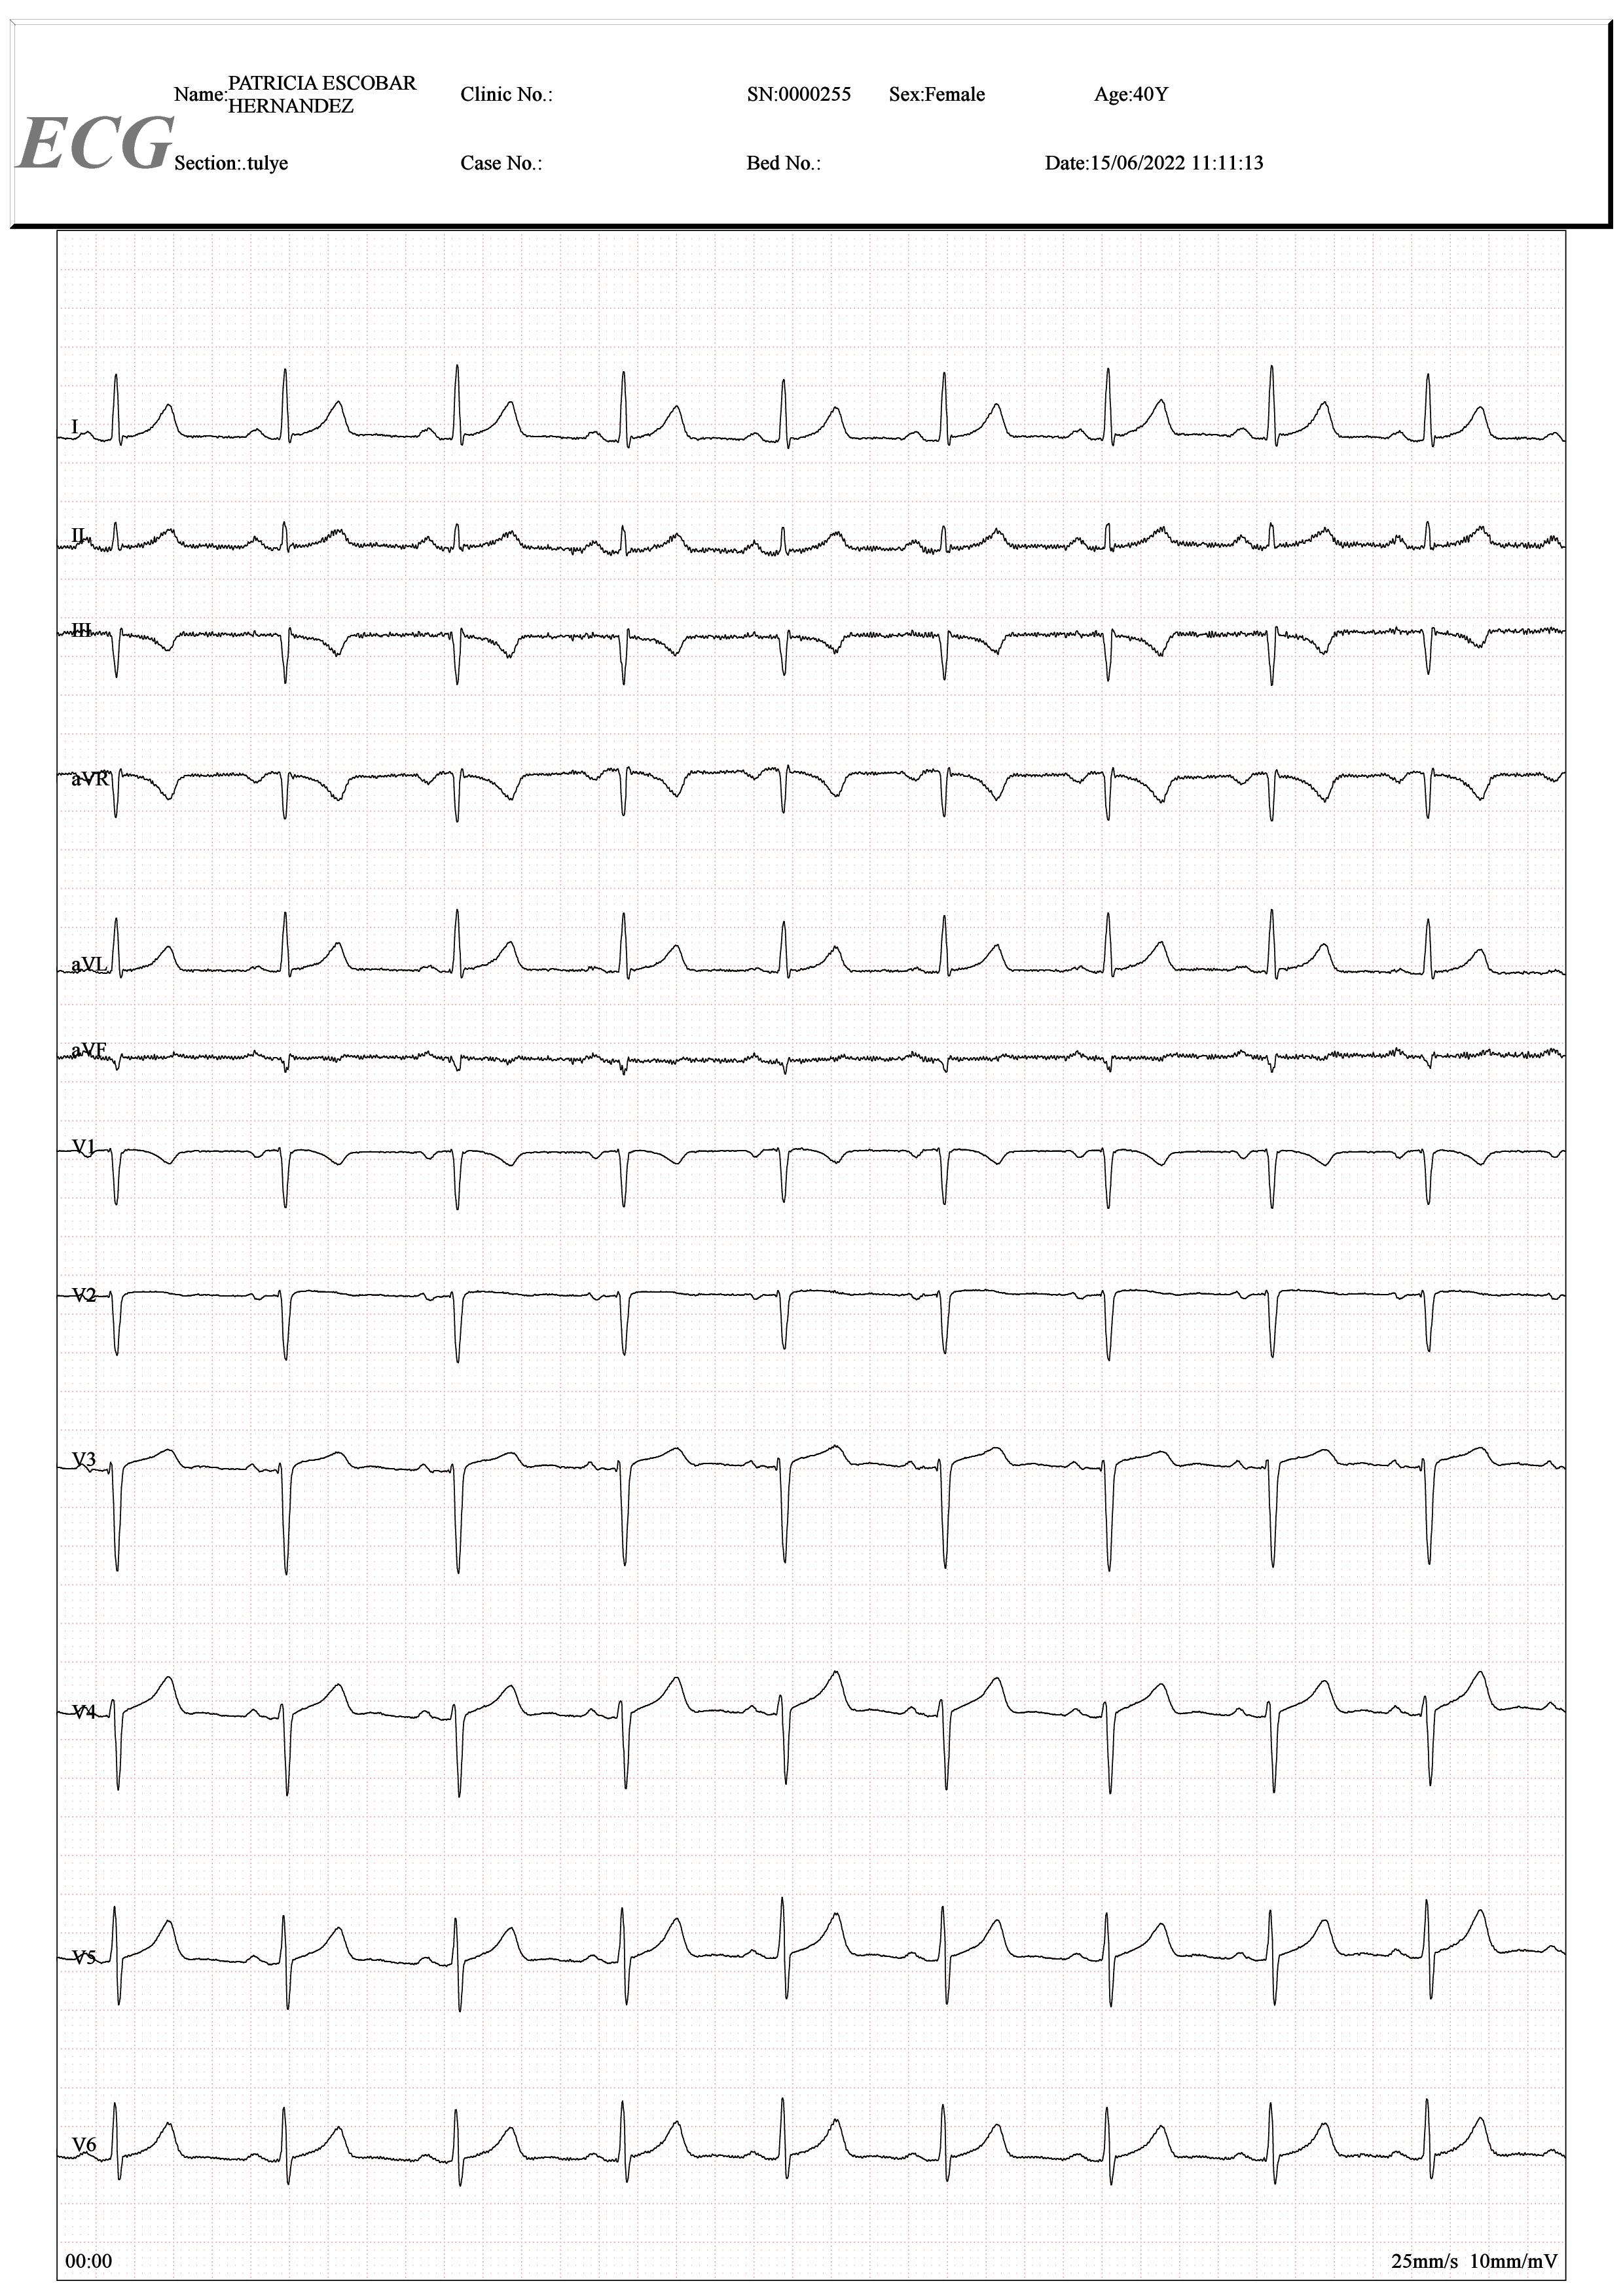 Name:PATRICIA ESCOBAR HERNANDEZ Clinic No.: SN:0000255 Sex:Female Age:40Y
ECG
Section:.tulye Case No.: Bed No.: Date:15/06/2022 11:11:13
I
II
III
aVR
aVL
aVF
V1
V2
V3
V4
V5
V6
00:00 25mm/s 10mm/mV